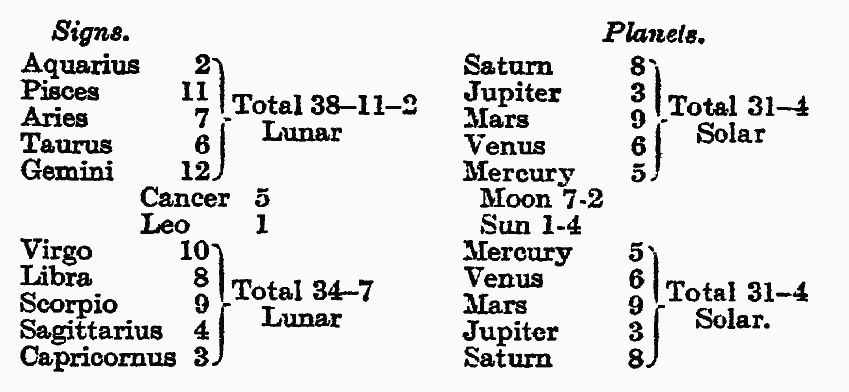 Signs. Planets.
Aquarius 2 Saturn 8
Pisces 11 Total 38–11–2 Jupiter 3 Total 31–4
Aries 7 Lunar Mars 9 Solar
Taurus 6 Venus 6
Gemini 12 Mercury 5
Cancer 5 Moon 7-2
Leo 1 Sun 1-4
Virgo 10 Mercury 5
Libra 8 Total 34–7 Venus 6 Total 31–4
Scorpio 9 Lunar Mars 9 Solar.
Sagittarius 4 Jupiter 3
Capricornus 3 Saturn 8